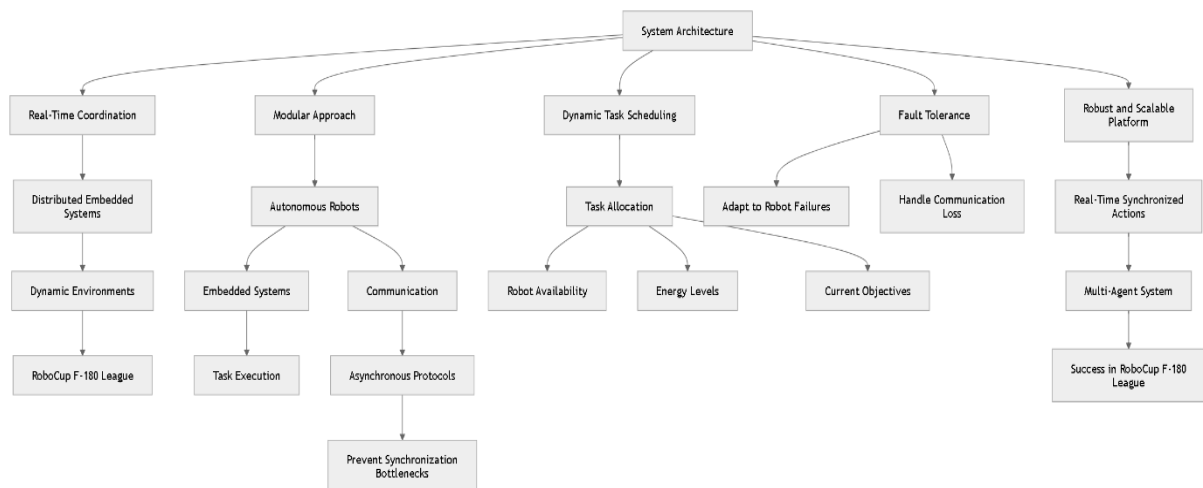 System Architecture
Real-Time Coordination
Modular Approach
Dynamic Task Scheduling
Fault Tolerance
Robust and Scalable
Platform
Distributed Embedded
Systems
Autonomous Robots
Task Allocation
Adapt to Robot Failures
Handle Communication
Loss
Real-Time Synchronized
Actions
Dynamic Environments
Embedded Systems
Communication
Robot Availability
Energy Levels
Current Objectives
Multi-Agent System
RoboCup F-180 League
Task Execution
Asynchronous Protocols
Success in RoboCup F-180
League
Prevent Synchronization
Bottlenecks